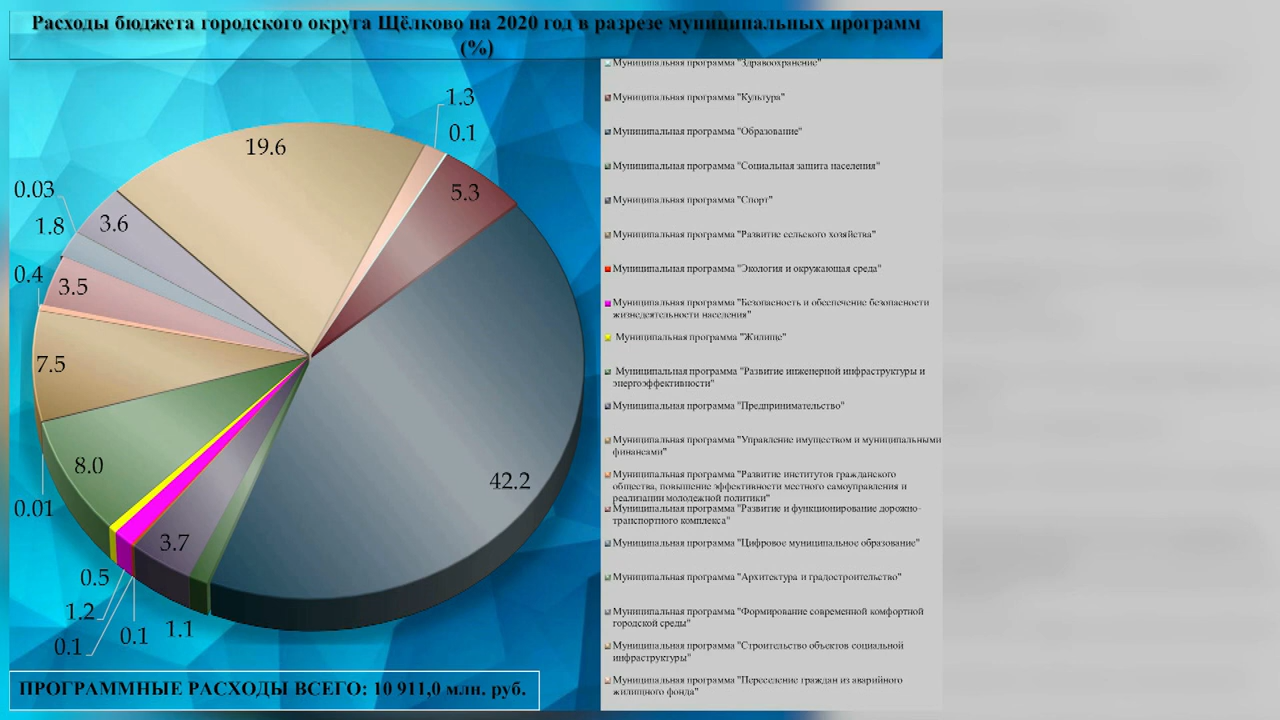 Расходы бюджета городского округа Щёлково на 2020 год в разрезе муниципальных программ
(%)
1.3
0.1
19.6
5.3
0.03
1.8
3.6
0.4
3.5
7.5
8.0
42.2
0.01
3.7
0.5
1.2
0.1
0.1
1.1
Муниципальная программа "Здравоохранение"
Муниципальная программа "Культура"
Муниципальная программа "Образование"
Муниципальная программа "Социальная защита населения"
Муниципальная программа "Спорт"
Муниципальная программа "Развитие сельского хозяйства"
Муниципальная программа "Экология и окружающая среда"
Муниципальная программа "Безопасность и обеспечение безопасности
жизнедеятельности населения"
Муниципальная программа "Жилище"
Муниципальная программа "Развитие инженерной инфраструктуры и
энергоэффективности"
Муниципальная программа "Предпринимательство"
Муниципальная программа "Управление имуществом и муниципальными
финансами"
Муниципальная программа "Развитие институтов гражданского
общества, повышение эффективности местного самоуправления и
реализации молодежной политики"
Муниципальная программа "Развитие и функционирование дорожно-
транспортного комплекса"
Муниципальная программа "Цифровое муниципальное образование"
Муниципальная программа "Архитектура и градостроительство"
Муниципальная программа "Формирование современной комфортной
городской среды"
Муниципальная программа "Строительство объектов социальной
инфраструктуры"
Муниципальная программа "Переселение граждан из аварийного
жилищного фонда"
ПРОГРАММНЫЕ РАСХОДЫ ВСЕГО: 10 911,0 млн. руб.